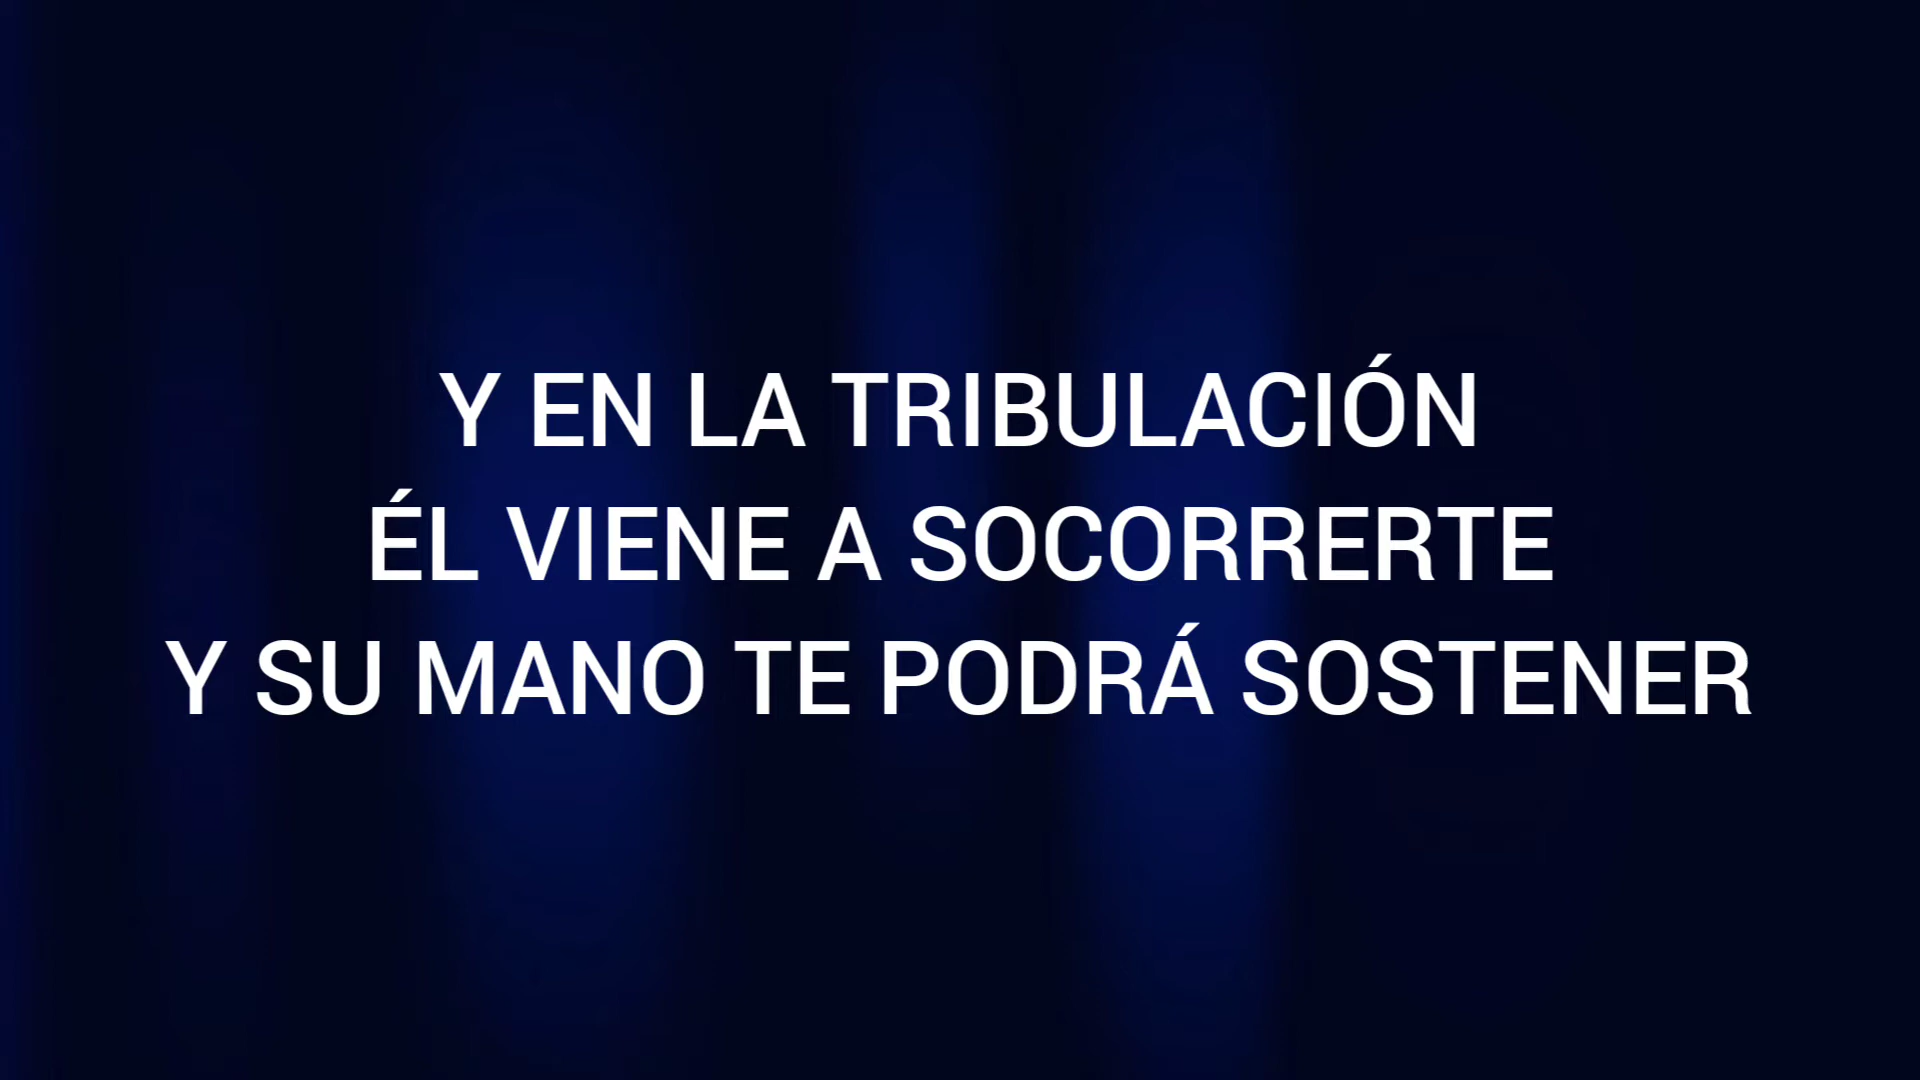 Y EN LA TRIBULACIÓN
ÉL VIENE A SOCORRERTE
Y SU MANO TE PODRÁ SOSTENER